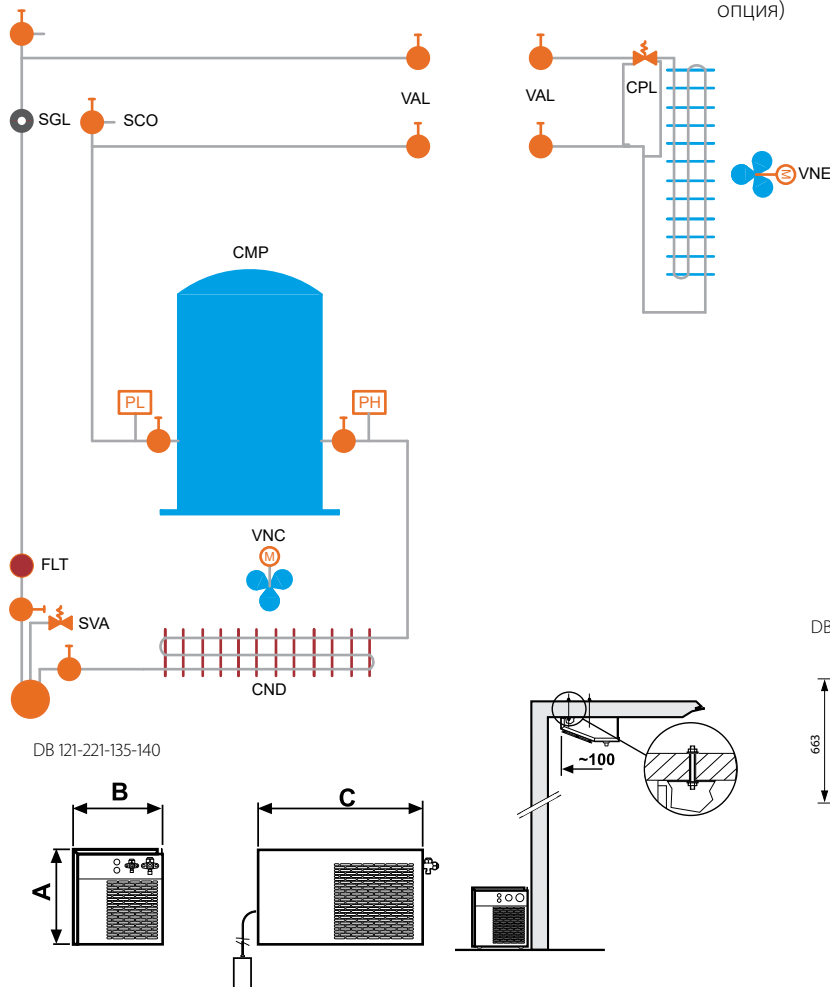 опция)
VAL
VAL
CPL
SGL
SCO
VNE
M
CMP
PL
PH
VNC
M
FLT
SVA
CND
DB
663
DB 121-221-135-140
~100
B
C
A